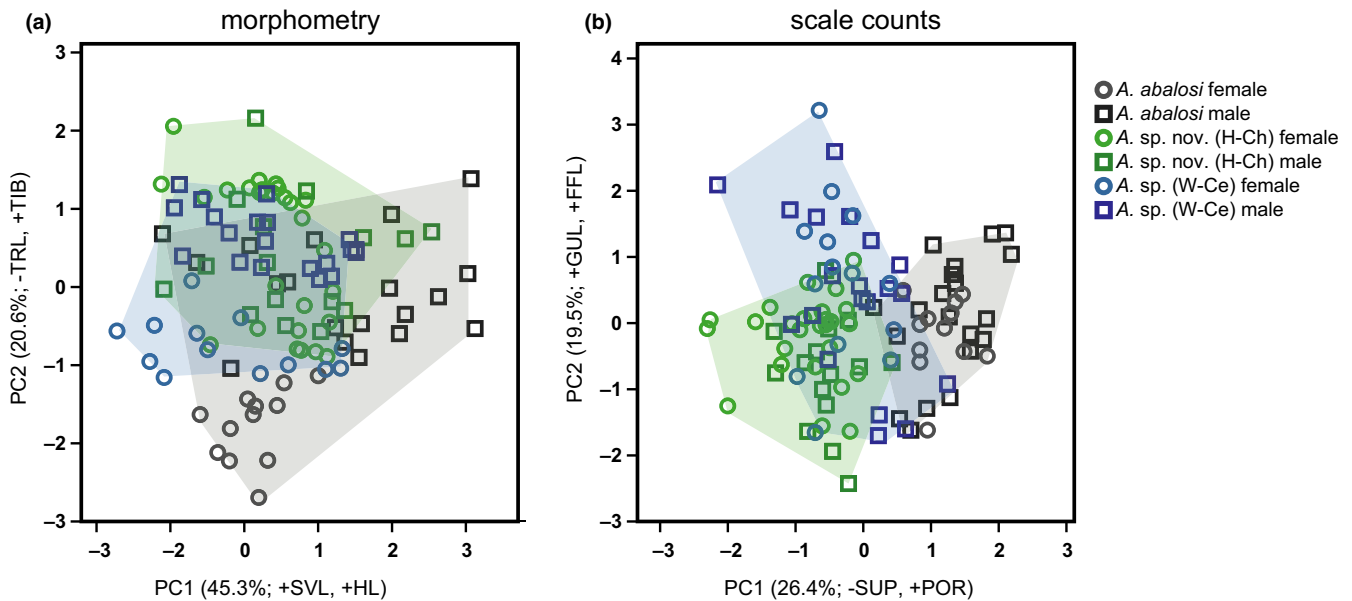 (a)
morphometry
3
2
1
0
–1
–2
–3
–3
–2
–1
0
1
2
3
PC2 (20.6%; -TRL, +TIB)
PC1 (45.3%; +SVL, +HL)
(b)
scale counts
4
3
2
1
0
–1
–2
–3
–3
–2
–1
0
1
2
3
PC2 (19.5%; +GUL, +FFL)
PC1 (26.4%; -SUP, +POR)
A. abalosi female
A. abalosi male
A. sp. nov. (H-Ch) female
A. sp. nov. (H-Ch) male
A. sp. (W-Ce) female
A. sp. (W-Ce) male